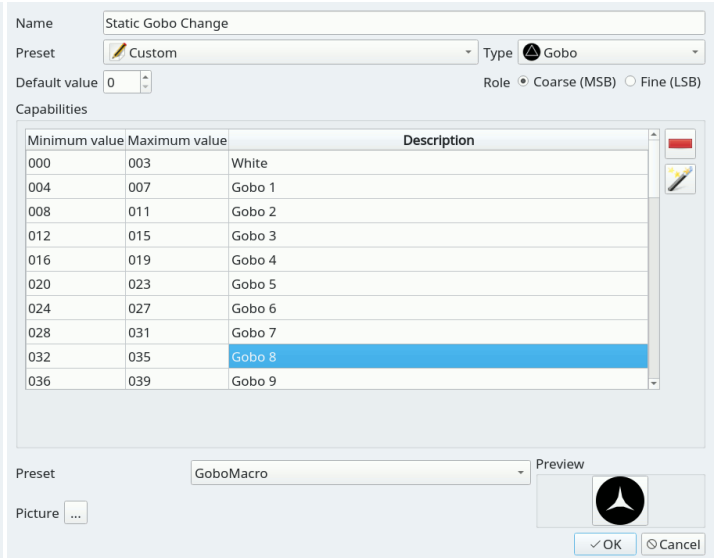 Name Static Gobo Change
Preset Custom Type Gobo
Default value 0 Role Coarse (MSB) Fine (LSB)
Capabilities
Minimum value Maximum value Description
000 003 White
004 007 Gobo 1
008 011 Gobo 2
012 015 Gobo 3
016 019 Gobo 4
020 023 Gobo 5
024 027 Gobo 6
028 031 Gobo 7
032 035 Gobo 8
036 039 Gobo 9
Preset GoboMacro Preview
Picture ...
OK Cancel